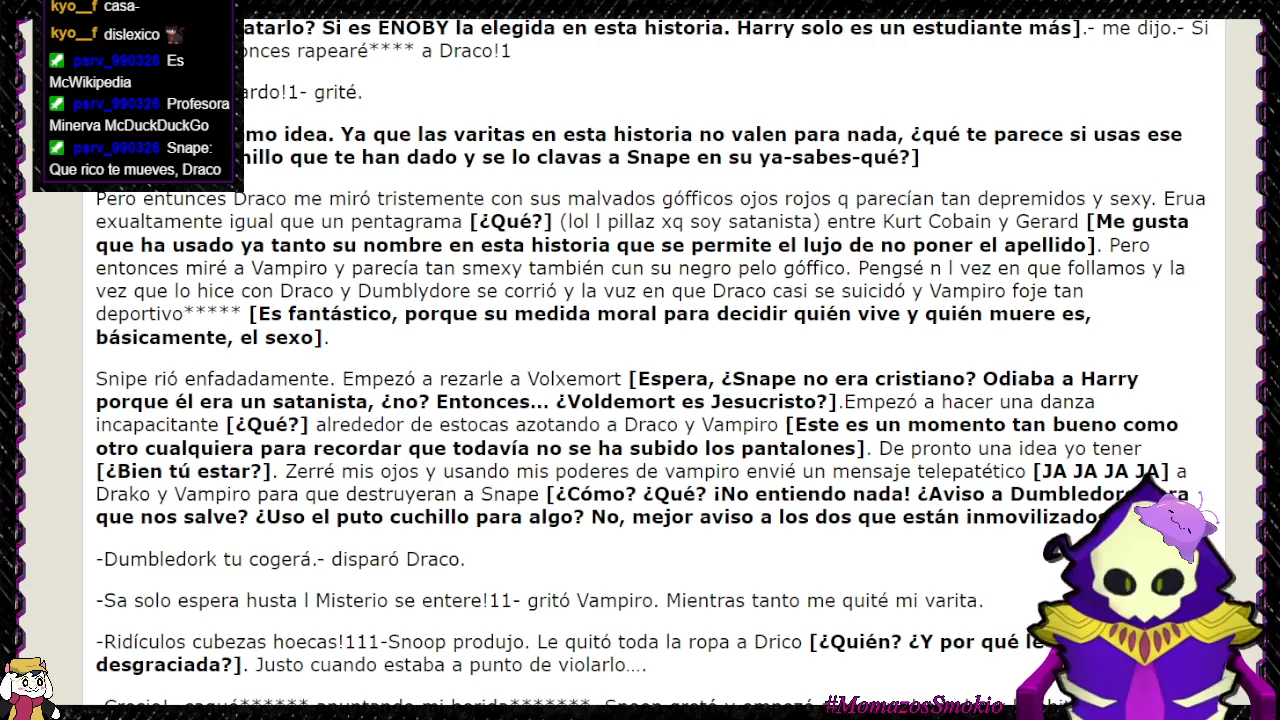 kyo__f casa-
kyo__f dislexico
psrv_990326 Es
McWikipedia
psrv_990326 Profesora
Minerva McDuckDuckGo
psrv_990326 Snape:
Que rico te mueves, Draco
atarlo? Si es ENOBY la elegida en esta historia. Harry solo es un estudiante más].- me dijo.- Si
onces rapearé**** a Draco!1
ardo!1- grité.
mo idea. Ya que las varitas en esta historia no valen para nada, ¿qué te parece si usas ese
hillo que te han dado y se lo clavas a Snape en su ya-sabes-qué?]
Pero entunces Draco me miró tristemente con sus malvados gófficos ojos rojos q parecían tan depremidos y sexy. Erua
exualtamente igual que un pentagrama [¿Qué?] (lol l pillaz xq soy satanista) entre Kurt Cobain y Gerard [Me gusta
que ha usado ya tanto su nombre en esta historia que se permite el lujo de no poner el apellido]. Pero
entonces miré a Vampiro y parecía tan smexy también cun su negro pelo góffico. Pengsé n l vez en que follamos y la
vez que lo hice con Draco y Dumblydore se corrió y la vuz en que Draco casi se suicidó y Vampiro foje tan
deportivo***** [Es fantástico, porque su medida moral para decidir quién vive y quién muere es,
básicamente, el sexo].
Snipe rió enfadadamente. Empezó a rezarle a Volxemort [Espera, ¿Snape no era cristiano? Odiaba a Harry
porque él era un satanista, ¿no? Entonces... ¿Voldemort es Jesucristo?].Empezó a hacer una danza
incapacitante [¿Qué?] alrededor de estocas azotando a Draco y Vampiro [Este es un momento tan bueno como
otro cualquiera para recordar que todavía no se ha subido los pantalones]. De pronto una idea yo tener
[¿Bien tú estar?]. Zerré mis ojos y usando mis poderes de vampiro envié un mensaje telepatético [JA JA JA JA] a
Drako y Vampiro para que destruyeran a Snape [¿Cómo? ¿Qué? ¡No entiendo nada! ¿Aviso a Dumbledore
que nos salve? ¿Uso el puto cuchillo para algo? No, mejor aviso a los dos que están inmovilizados
-Dumbledork tu cogerá.- disparó Draco.
-Sa solo espera husta l Misterio se entere!11- gritó Vampiro. Mientras tanto me quité mi varita.
-Ridículos cubezas hoecas!111-Snoop produjo. Le quitó toda la ropa a Drico [¿Quién? ¿Y por qué
desgraciada?]. Justo cuando estaba a punto de violarlo....
#MomazosSmokio